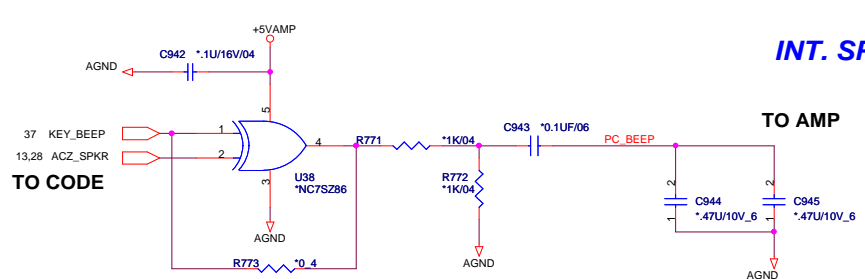 +5VAMP
C942 *.1U/16V/04
INT. SP
AGND
5
C943 *0.1UF/06
TO AMP
37 KEY_BEEP
1
4
R771
*1K/04
PC_BEEP
13,28 ACZ_SPKR
2
TO CODE
3
U38
*NC7SZ86
R772
*1K/04
2
2
C944
C945
1
*.47U/10V_6
1
*.47U/10V_6
AGND
R773 *0_4
AGND
AGND